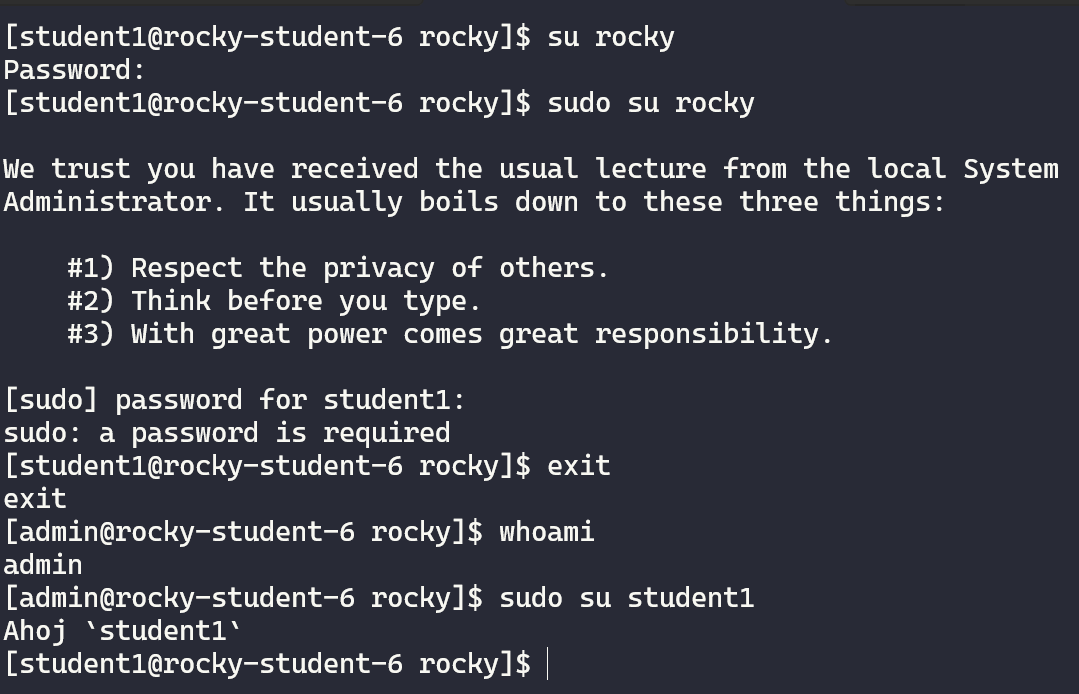 [student1@rocky-student-6 rocky]$ su rocky
Password:
[student1@rocky-student-6 rocky]$ sudo su rocky
We trust you have received the usual lecture from the local System
Administrator. It usually boils down to these three things:
#1) Respect the privacy of others.
#2) Think before you type.
#3) With great power comes great responsibility.
[sudo] password for student1:
sudo: a password is required
[student1@rocky-student-6 rocky]$ exit
exit
[admin@rocky-student-6 rocky]$ whoami
admin
[admin@rocky-student-6 rocky]$ sudo su student1
Ahoj `student1`
[student1@rocky-student-6 rocky]$